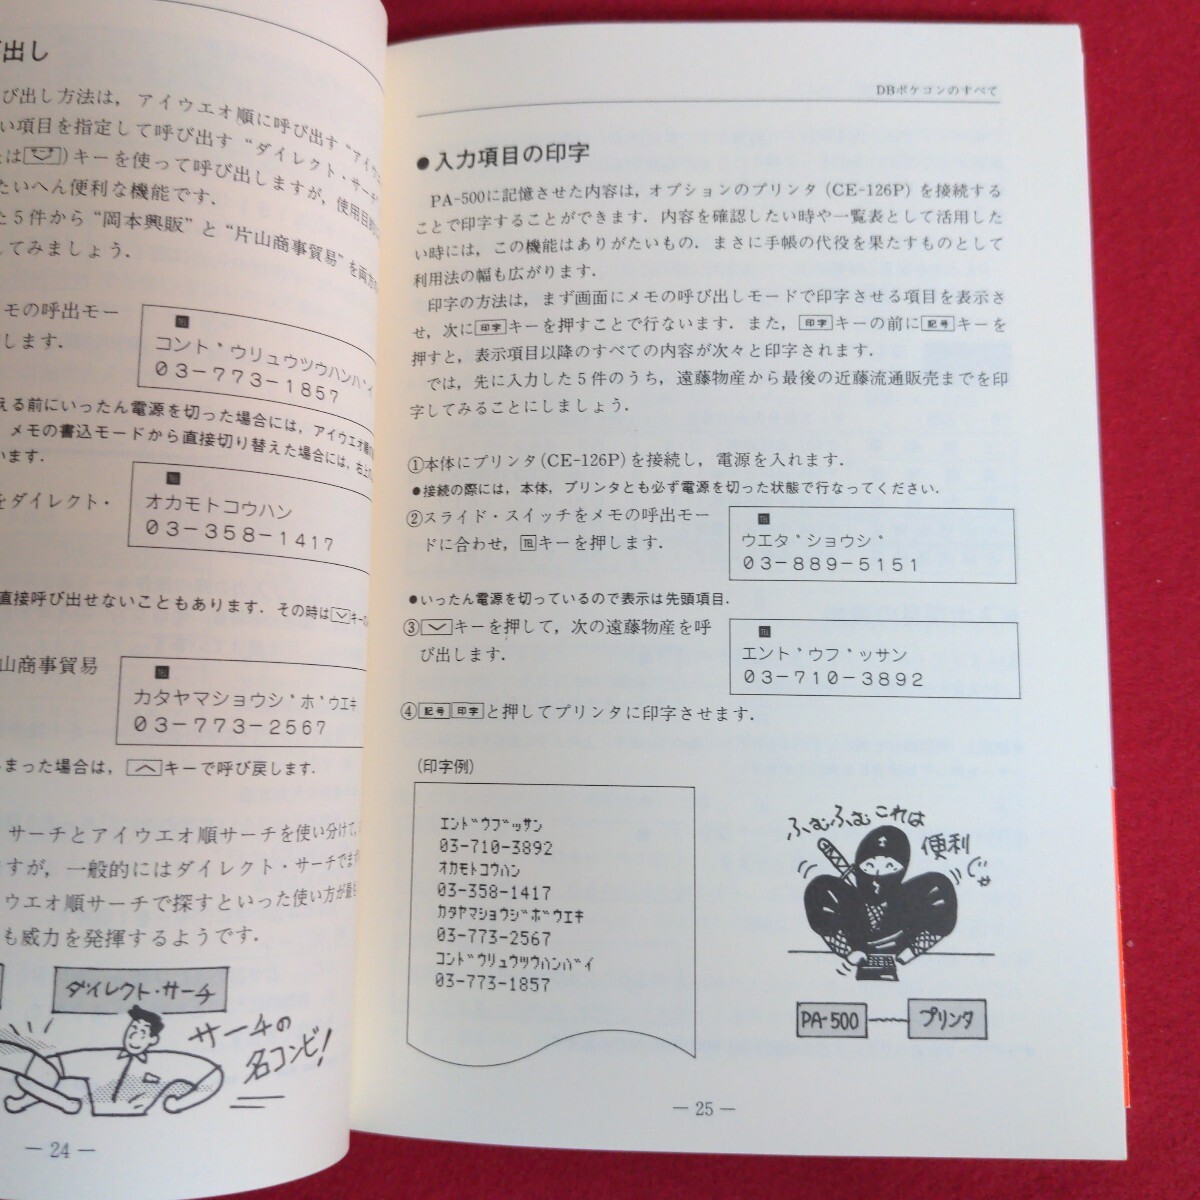 び出し
び出し方法は，アイウエオ順に呼び出す“アイウエ
い項目を指定して呼び出す“ダイレクト・サーチ”
キーを使って呼び出しますが，使用目的に
たいへん便利な機能です．
た5件から“岡本興販”と“片山商事貿易”を両方の
してみましょう．
モの呼出モー
します．
コント゛ウリュウツウハンハ゛イ
03-773-1857
える前にいったん電源を切った場合には，アイウエオ順の
メモの書込モードから直接切り替えた場合には，右上の
います．
をダイレクト・
オカモトコウハン
03-358-1417
直接呼び出せないこともあります．その時は∨キーの
山商事貿易
カタヤマショウシ゛ホ゛ウエキ
03-773-2567
まった場合は，∧キーで呼び戻します．
サーチとアイウエオ順サーチを使い分けて，
ますが，一般的にはダイレクト・サーチでまず
ウエオ順サーチで探すといった使い方が最も
も威力を発揮するようです．
ダイレクト・サーチ
サーチの
名コンビ!
— 24 —
DBポケコンのすべて
●入力項目の印字
PA-500に記憶させた内容は，オプションのプリンタ(CE-126P)を接続する
ことで印字することができます．内容を確認したい時や一覧表として活用した
い時には，この機能はありがたいもの．まさに手帳の代役を果たすものとして
利用法の幅も広がります．
印字の方法は，まず画面にメモの呼び出しモードで印字させる項目を表示さ
せ，次に印字キーを押すことで行ないます．また，印字キーの前に記号キーを
押すと，表示項目以降のすべての内容が次々と印字されます．
では，先に入力した5件のうち，遠藤物産から最後の近藤流通販売までを印
字してみることにしましょう．
①本体にプリンタ(CE-126P)を接続し，電源を入れます．
●接続の際には，本体，プリンタとも必ず電源を切った状態で行なってください．
②スライド・スイッチをメモの呼出モー
ドに合わせ，TELキーを押します．
TEL
ウエタ゛ショウシ゛
03-889-5151
●いったん電源を切っているので表示は先頭項目．
③∨キーを押して，次の遠藤物産を呼
び出します．
TEL
エント゛ウフ゛ッサン
03-710-3892
④記号印字と押してプリンタに印字させます．
(印字例)
ｴﾝﾄﾞｳﾌﾞｯｻﾝ
03-710-3892
ｵｶﾓﾄｺｳﾊﾝ
03-358-1417
ｶﾀﾔﾏｼｮｳｼﾞﾎﾞｳｴｷ
03-773-2567
ｺﾝﾄﾞｳﾘｭｳﾂｳﾊﾝﾊﾞｲ
03-773-1857
ふむふむこれは
便利
じゃ
PA-500
プリンタ
— 25 —